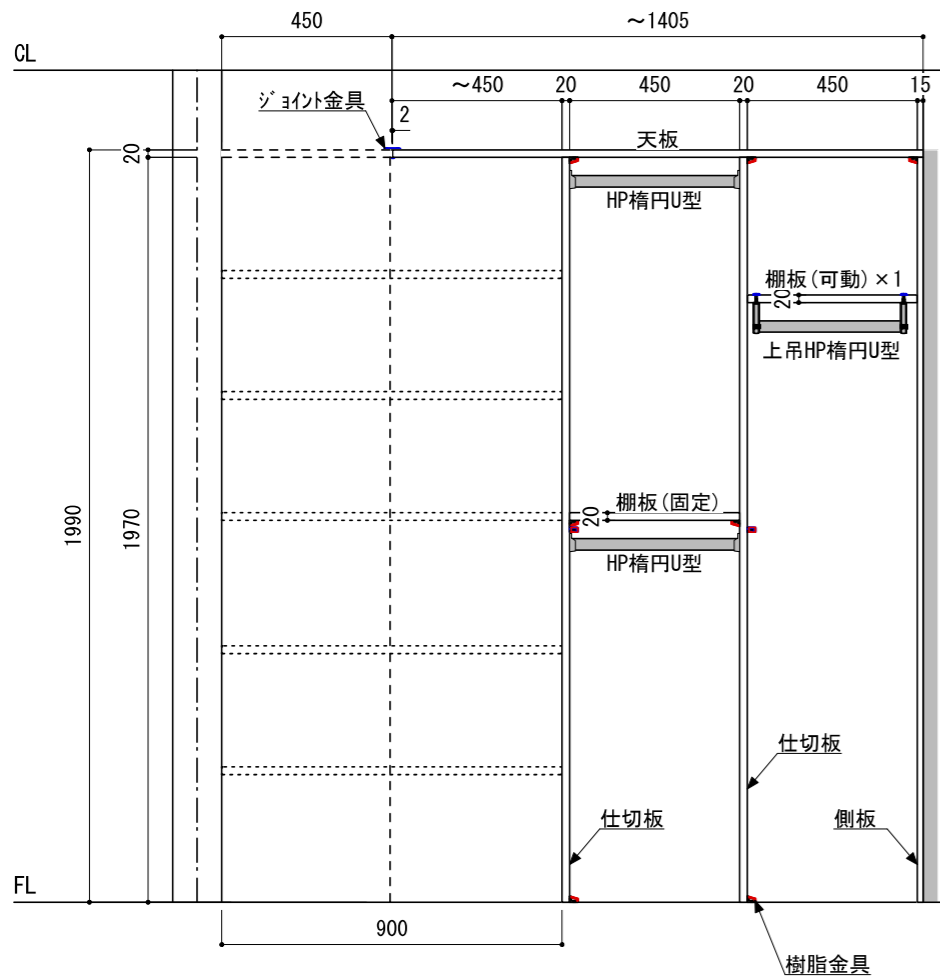 450
～1405
CL
～450
20
450
20
450
15
ｼﾞｮｲﾝﾄ金具
2
20
天板
HP楕円U型
棚板(可動)×1
20
上吊HP楕円U型
棚板(固定)
20
HP楕円U型
1990
1970
仕切板
仕切板
側板
FL
900
樹脂金具